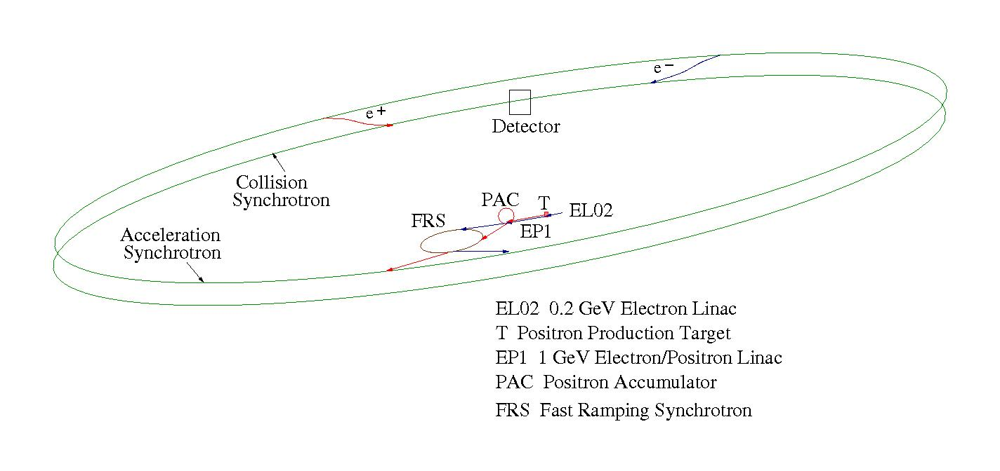 e−
e+
Detector
Collision
Synchrotron
PAC
T
EL02
FRS
EP1
Acceleration
Synchrotron
EL02 0.2 GeV Electron Linac
T Positron Production Target
EP1 1 GeV Electron/Positron Linac
PAC Positron Accumulator
FRS Fast Ramping Synchrotron